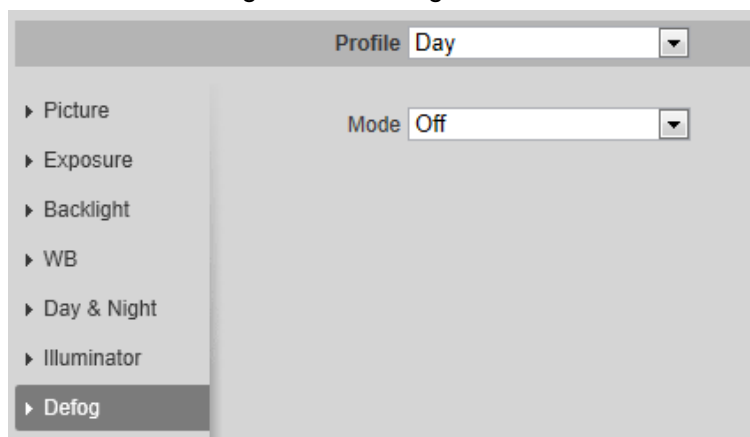 Profile Day
Picture
Mode Off
Exposure
Backlight
WB
Day & Night
Illuminator
Defog